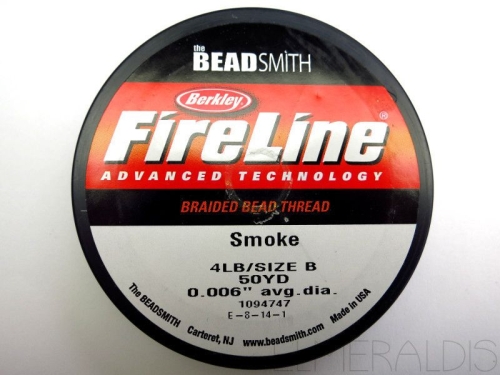 the BEADSMITH
Berkley
FireLine®
ADVANCED TECHNOLOGY
BRAIDED BEAD THREAD
Smoke
4LB/SIZE B
50YD
0.006" avg.dia.
1094747
E-8-14-1
The BEADSMITH Carteret, NJ www.beadsmith.com Made in USA
ELMERALDIS